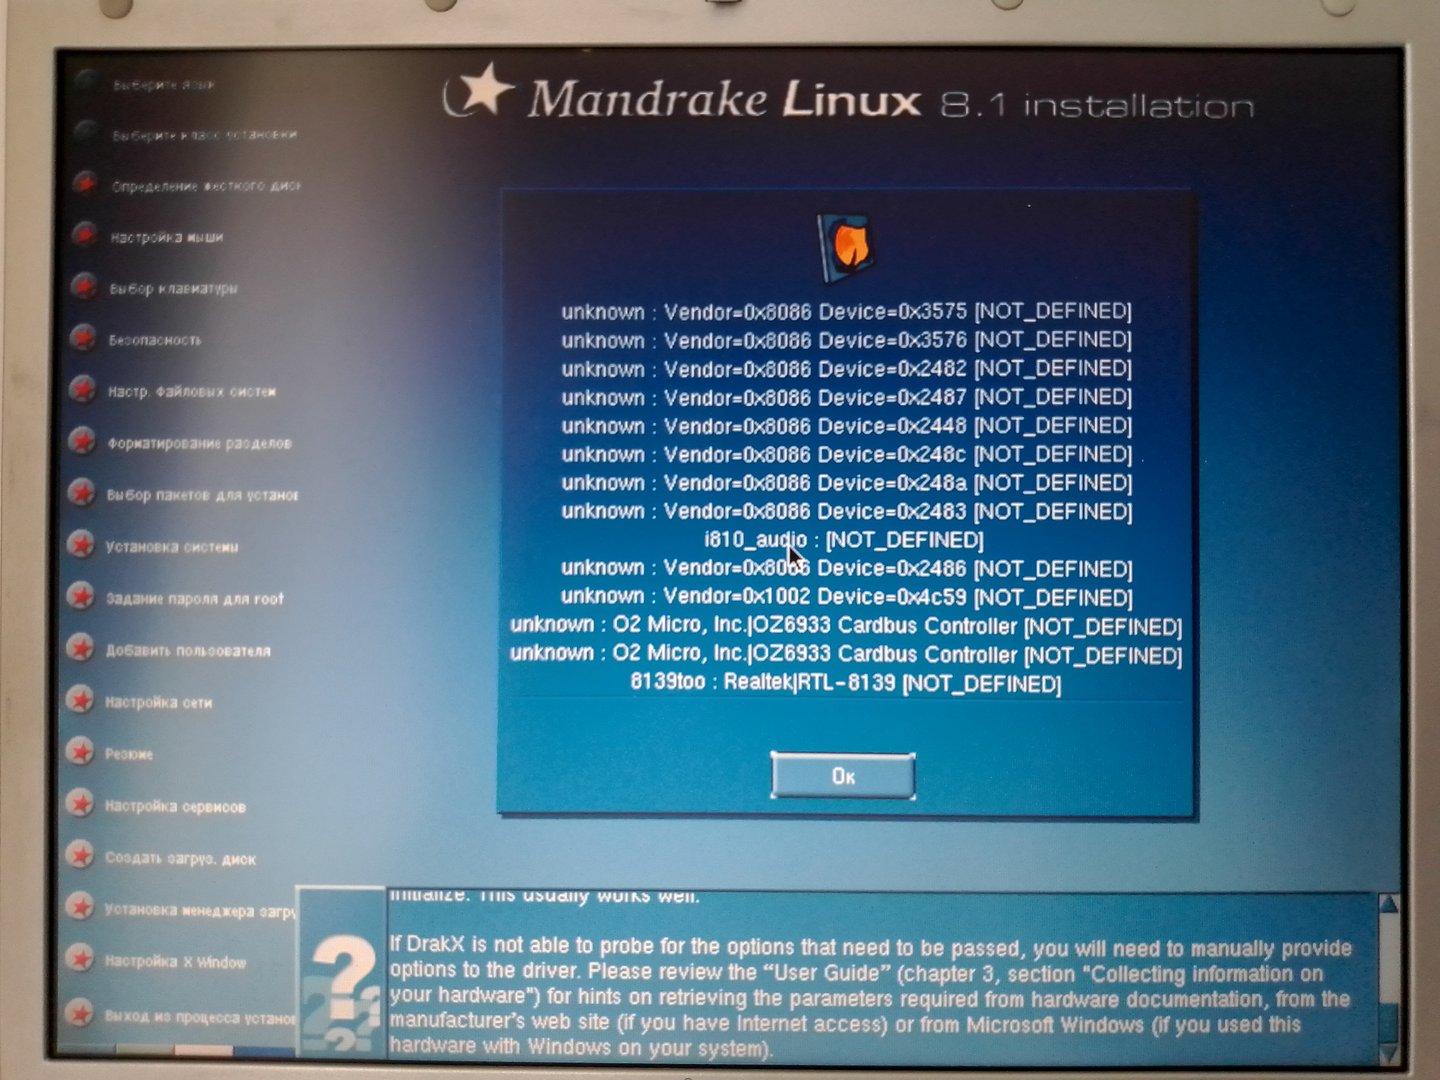 Mandrake Linux 8.1 installation
Выберите язык
Выберите класс установки
Определение жесткого диск
Настройка мыши
Выбор клавиатуры
Безопасность
Настр. файловых систем
Форматирование разделов
Выбор пакетов для установ
Установка системы
Задание пароля для root
Добавить пользователя
Настройка сети
Резюме
Настройка сервисов
Создать загруз. диск
Установка менеджера загру
Настройка X Window
Выход из процесса установ
unknown : Vendor=0x8086 Device=0x3575 [NOT_DEFINED]
unknown : Vendor=0x8086 Device=0x3576 [NOT_DEFINED]
unknown : Vendor=0x8086 Device=0x2482 [NOT_DEFINED]
unknown : Vendor=0x8086 Device=0x2487 [NOT_DEFINED]
unknown : Vendor=0x8086 Device=0x2448 [NOT_DEFINED]
unknown : Vendor=0x8086 Device=0x248c [NOT_DEFINED]
unknown : Vendor=0x8086 Device=0x248a [NOT_DEFINED]
unknown : Vendor=0x8086 Device=0x2483 [NOT_DEFINED]
i810_audio : [NOT_DEFINED]
unknown : Vendor=0x8086 Device=0x2486 [NOT_DEFINED]
unknown : Vendor=0x1002 Device=0x4c59 [NOT_DEFINED]
unknown : O2 Micro, Inc.|OZ6933 Cardbus Controller [NOT_DEFINED]
unknown : O2 Micro, Inc.|OZ6933 Cardbus Controller [NOT_DEFINED]
8139too : Realtek|RTL-8139 [NOT_DEFINED]
Ок
initialize. This usually works well.
If DrakX is not able to probe for the options that need to be passed, you will need to manually provide
options to the driver. Please review the “User Guide” (chapter 3, section "Collecting information on
your hardware") for hints on retrieving the parameters required from hardware documentation, from the
manufacturer's web site (if you have Internet access) or from Microsoft Windows (if you used this
hardware with Windows on your system).